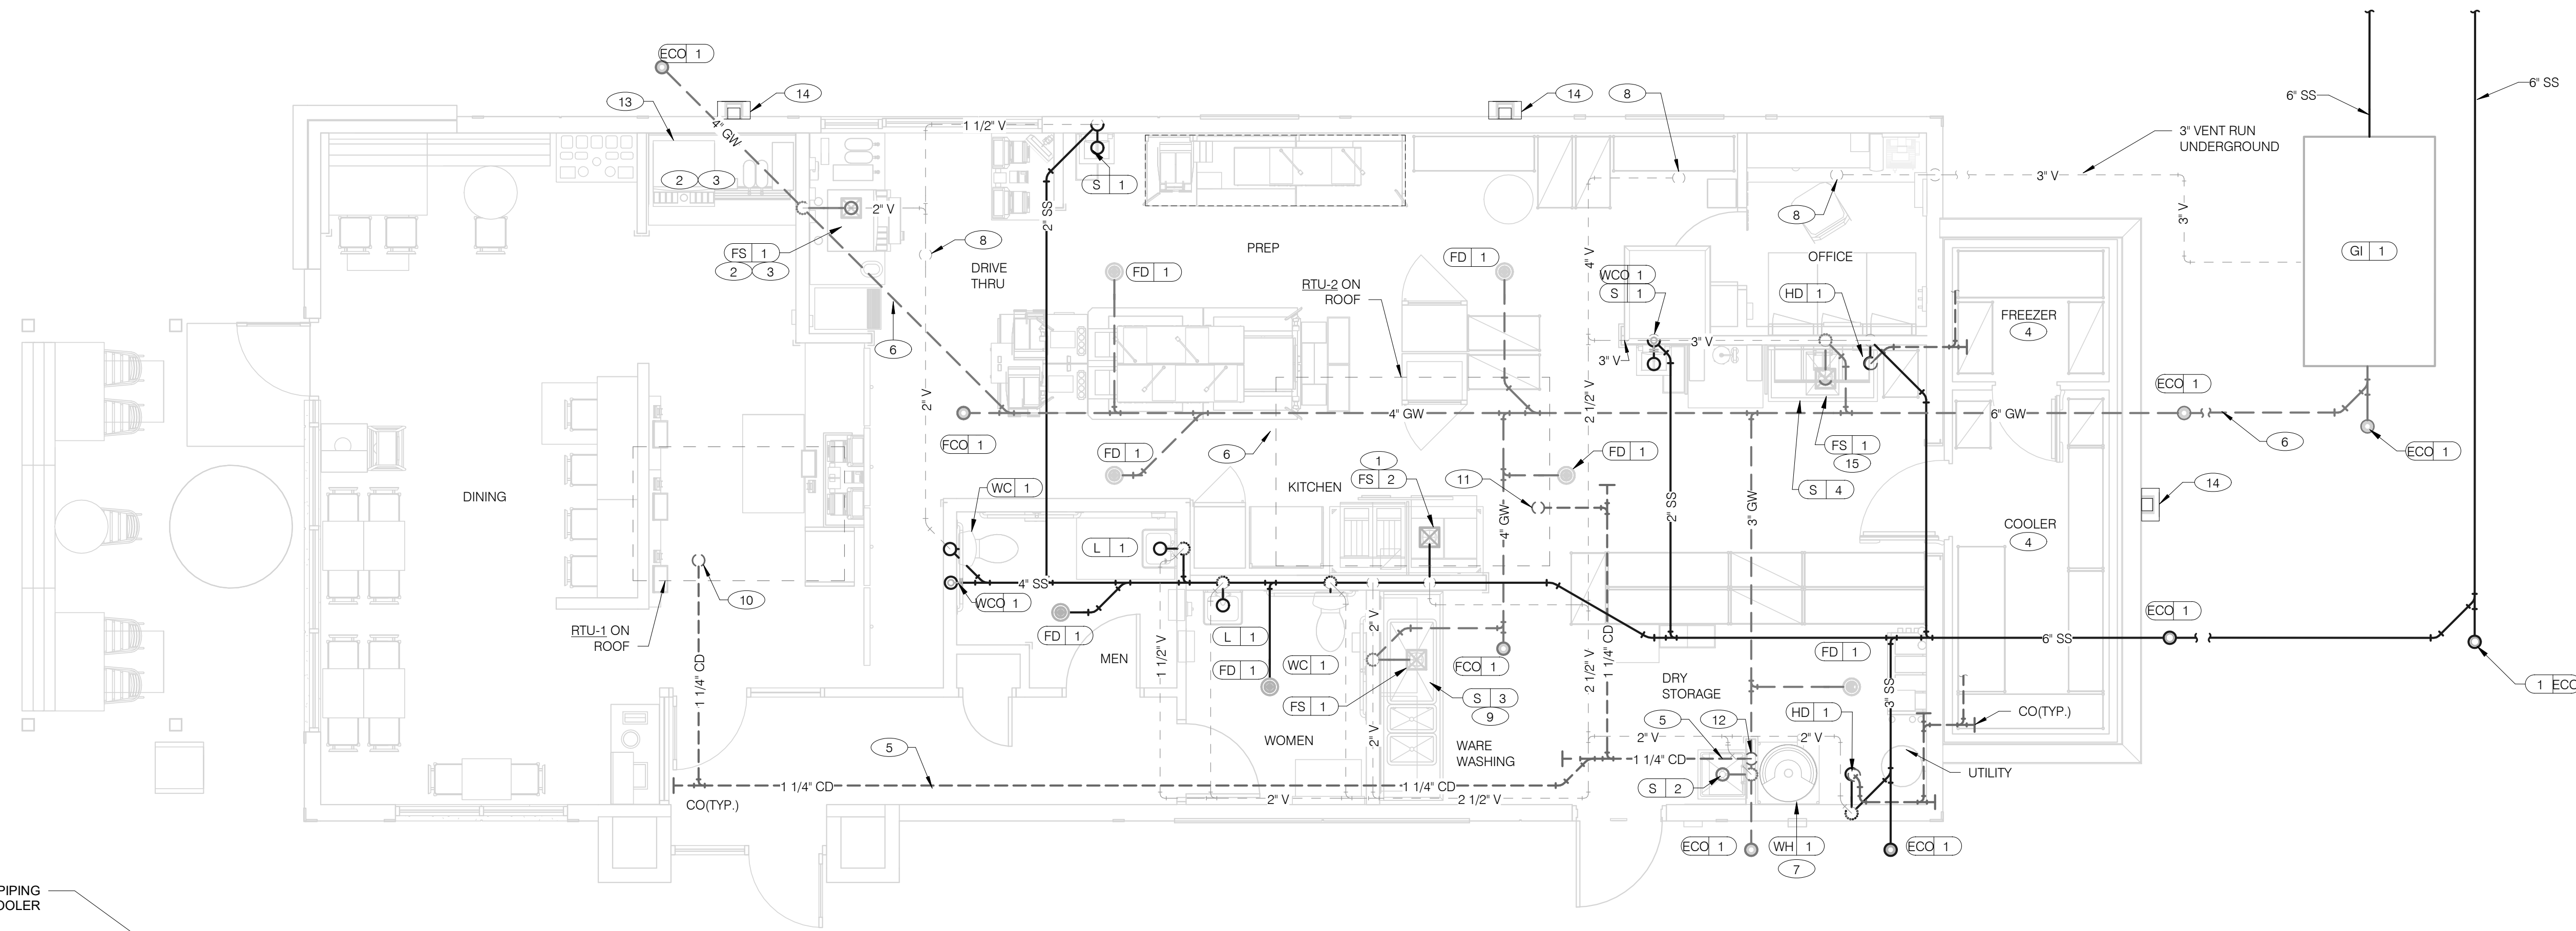 ECO 1
13
14
14
8
6" SS
6" SS
3" VENT RUN
UNDERGROUND
4" GW
1 1/2" V
2 3
S 1
2" SS
2" V
3" V
3" V
8
8
FS 1
2 3
DRIVE
THRU
PREP
FD 1
FD 1
4" V
OFFICE
GI 1
RTU-2 ON
ROOF
WCO 1
S 1
HD 1
FREEZER
4
6
3" V
3" V
2" V
2 1/2" V
ECO 1
FCO 1
4" GW
6" GW
6
FD 1
6
FD 1
FS 1
15
ECO 1
1
FS 2
11
S 4
14
DINING
WC 1
KITCHEN
4" GW
2" SS
3" GW
COOLER
4
L 1
4" SS
10
WCO 1
FD 1
ECO 1
RTU-1 ON
ROOF
L 1
2" V
6" SS
MEN
1 1/2" V
FD 1
WC 1
FCO 1
2 1/2" V
1 1/4" CD
FD 1
1 1/4" CD
DRY
STORAGE
3" SS
1 ECO
FS 1
S 3
9
5
12
HD 1
CO(TYP.)
5
WOMEN
2" V
WARE
WASHING
2" V
2" V
1 1/4" CD
UTILITY
1 1/4" CD
1 1/4" CD
S 2
CO(TYP.)
2" V
2 1/2" V
ECO 1
WH 1
ECO 1
7
PIPING
OOLER